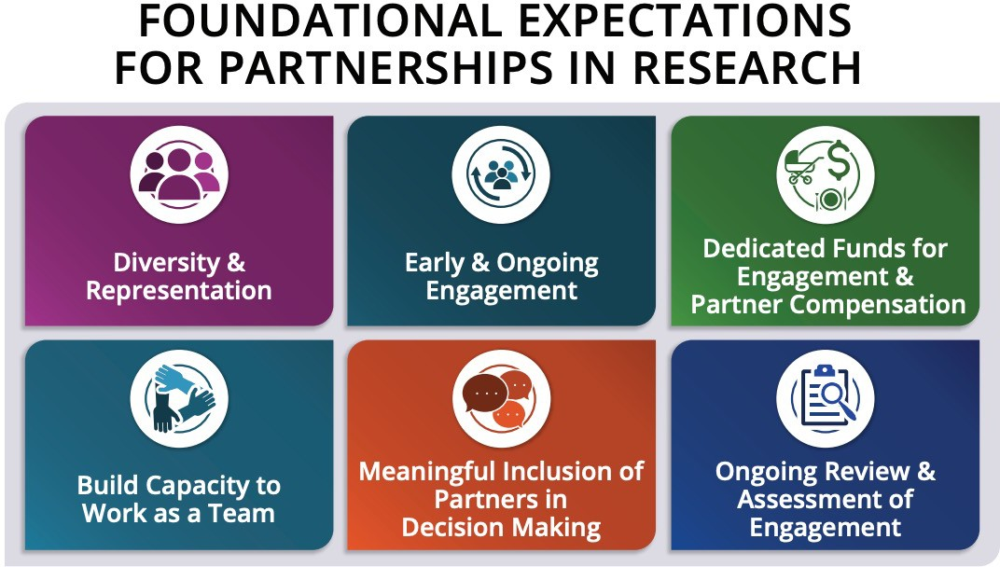 FOUNDATIONAL EXPECTATIONS
FOR PARTNERSHIPS IN RESEARCH
Diversity &
Representation
Early & Ongoing
Engagement
Dedicated Funds for
Engagement &
Partner Compensation
Build Capacity to
Work as a Team
Meaningful Inclusion of
Partners in
Decision Making
Ongoing Review &
Assessment of
Engagement